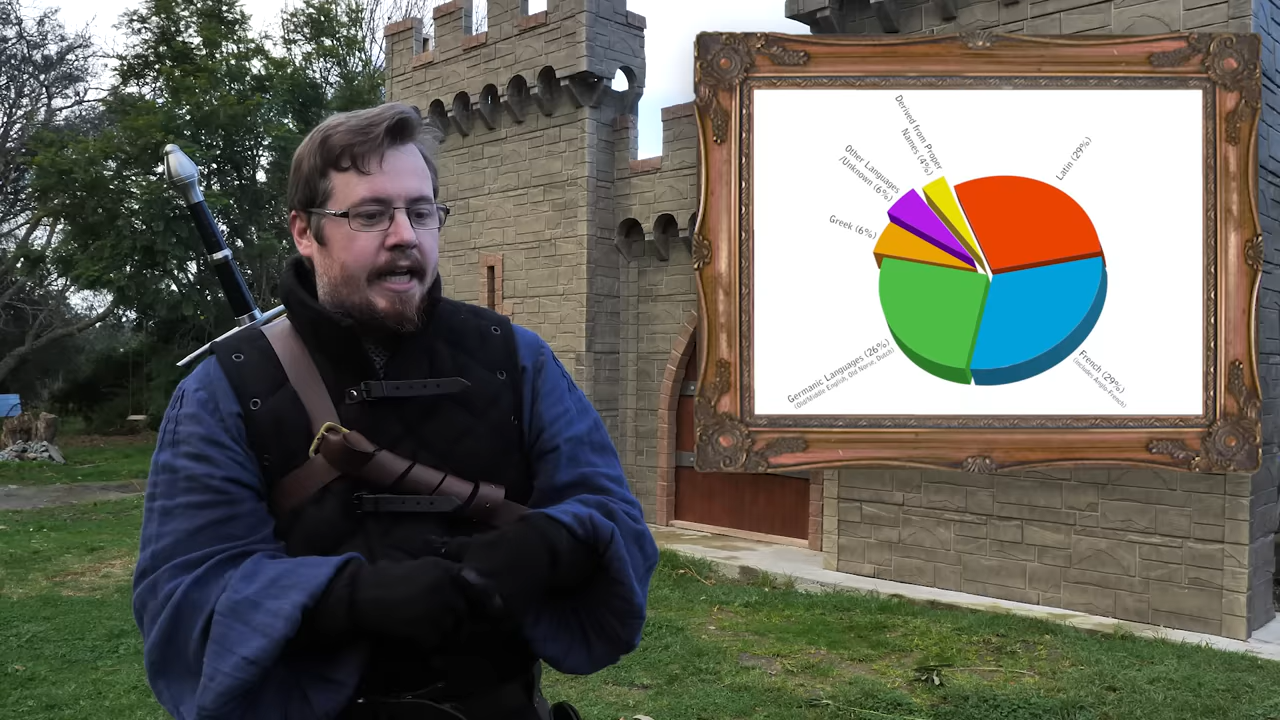 Derived from Proper
Names (4%)
Latin (29%)
Other Languages
/Unknown (6%)
Greek (6%)
Germanic Languages (26%)
(Old/Middle English, Old Norse, Dutch)
French (29%)
(includes Anglo-French)